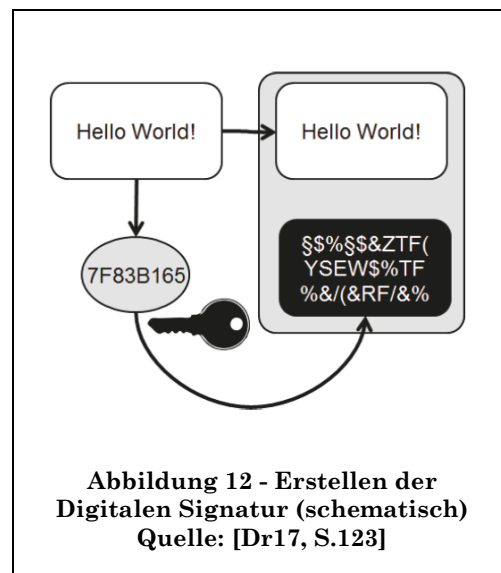 Hello World!
Hello World!
7F83B165
§$%§$&ZTF(
YSEW$%TF
%&/(&RF/&%
Abbildung 12 - Erstellen der
Digitalen Signatur (schematisch)
Quelle: [Dr17, S.123]